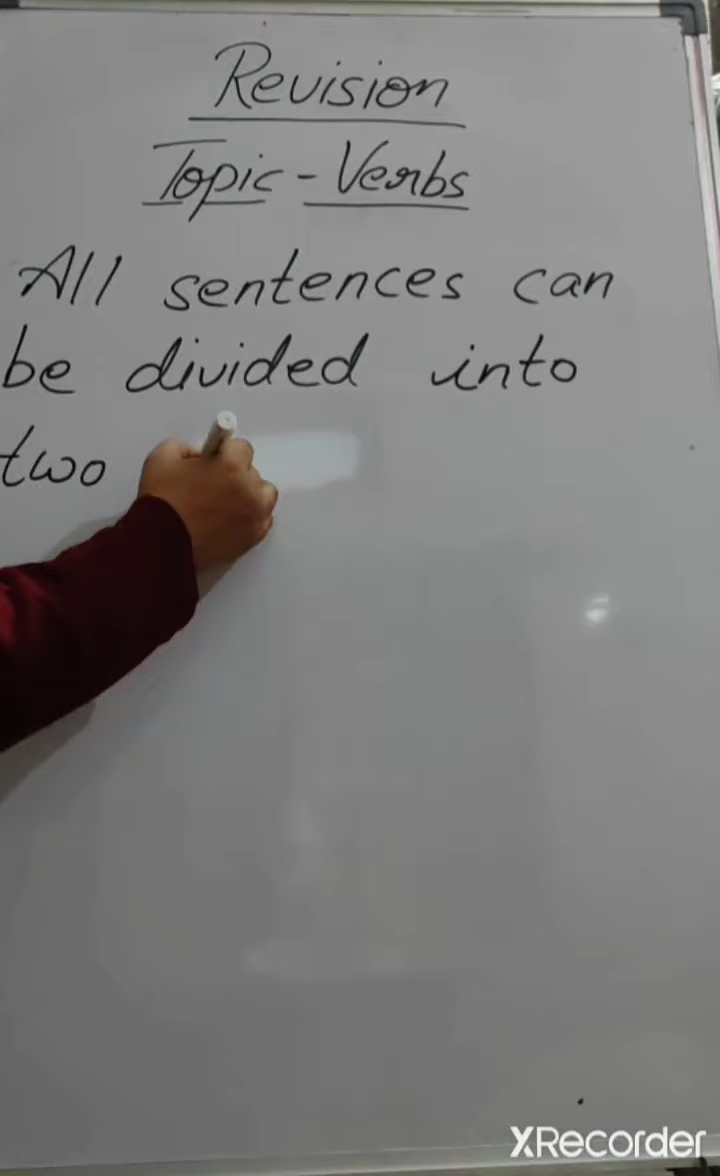 Revision
Topic - Verbs
All sentences can
be divided into
two
XRecorder